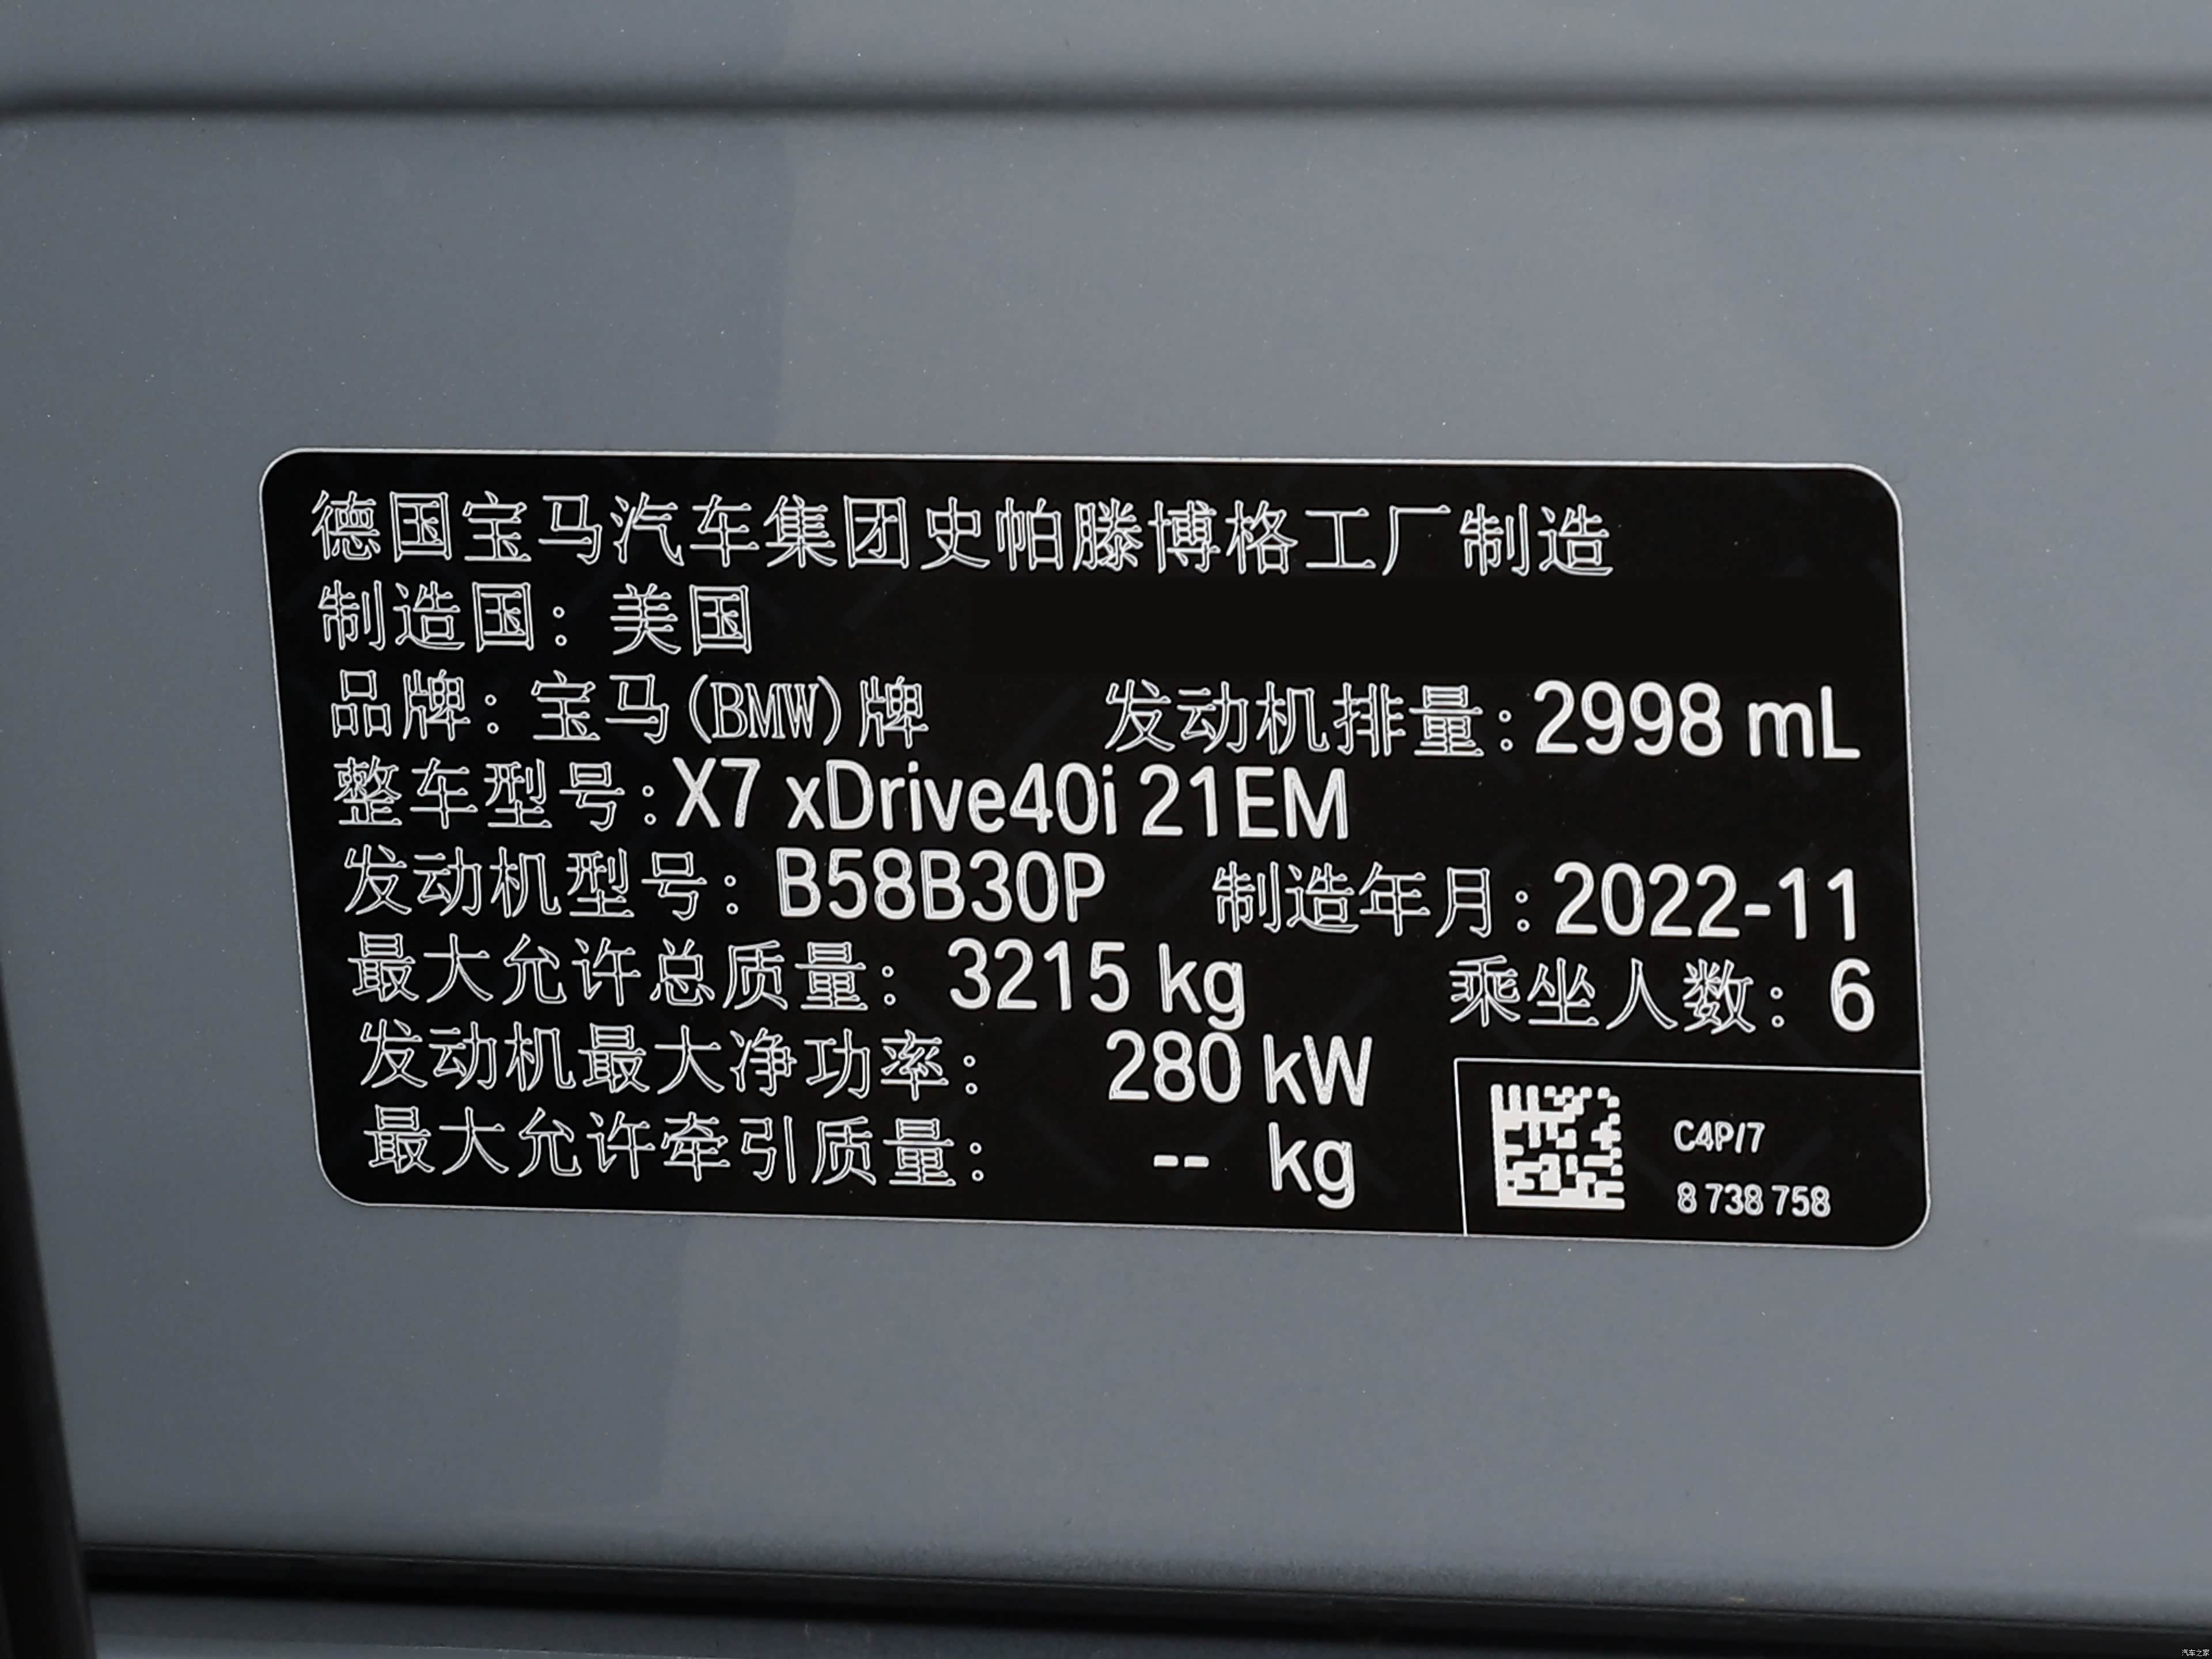 德国宝马汽车集团史帕滕博格工厂制造
制造国：美国
品牌：宝马(BMW)牌 发动机排量：2998 mL
整车型号：X7 xDrive40i 21EM
发动机型号：B58B30P 制造年月：2022-11
最大允许总质量：3215 kg 乘坐人数：6
发动机最大净功率：280 kW
最大允许牵引质量：-- kg
C4P/7
8 738 758
汽车之家